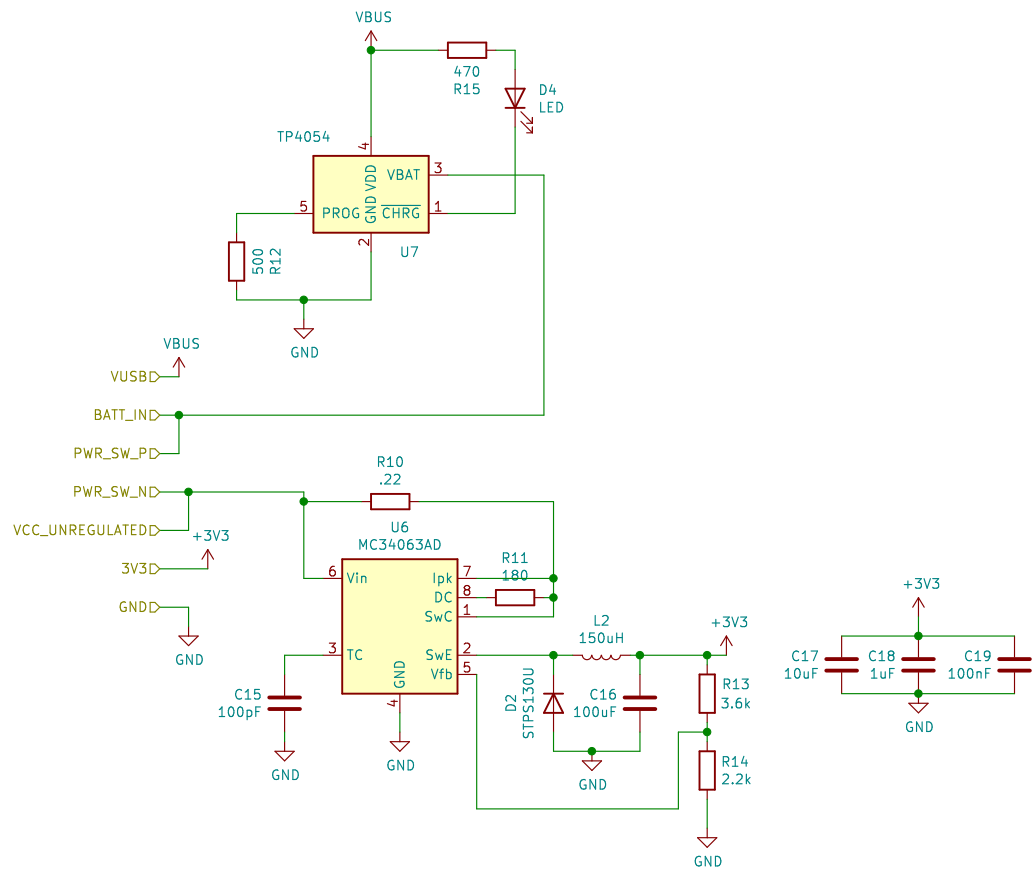 VBUS
470
R15
D4
LED
TP4054
4
VDD
VBAT
3
5
PROG
GND
CHRG
1
2
U7
500
R12
GND
VBUS
VUSB
BATT_IN
PWR_SW_P
R10
.22
PWR_SW_N
U6
MC34063AD
VCC_UNREGULATED
+3V3
3V3
R11
180
6
Vin
Ipk
7
DC
8
SwC
1
GND
GND
L2
150uH
+3V3
3
TC
SwE
2
Vfb
5
GND
4
C15
100pF
GND
GND
D2
STPS130U
C16
100uF
GND
R13
3.6k
R14
2.2k
GND
+3V3
C17
10uF
C18
1uF
C19
100nF
GND